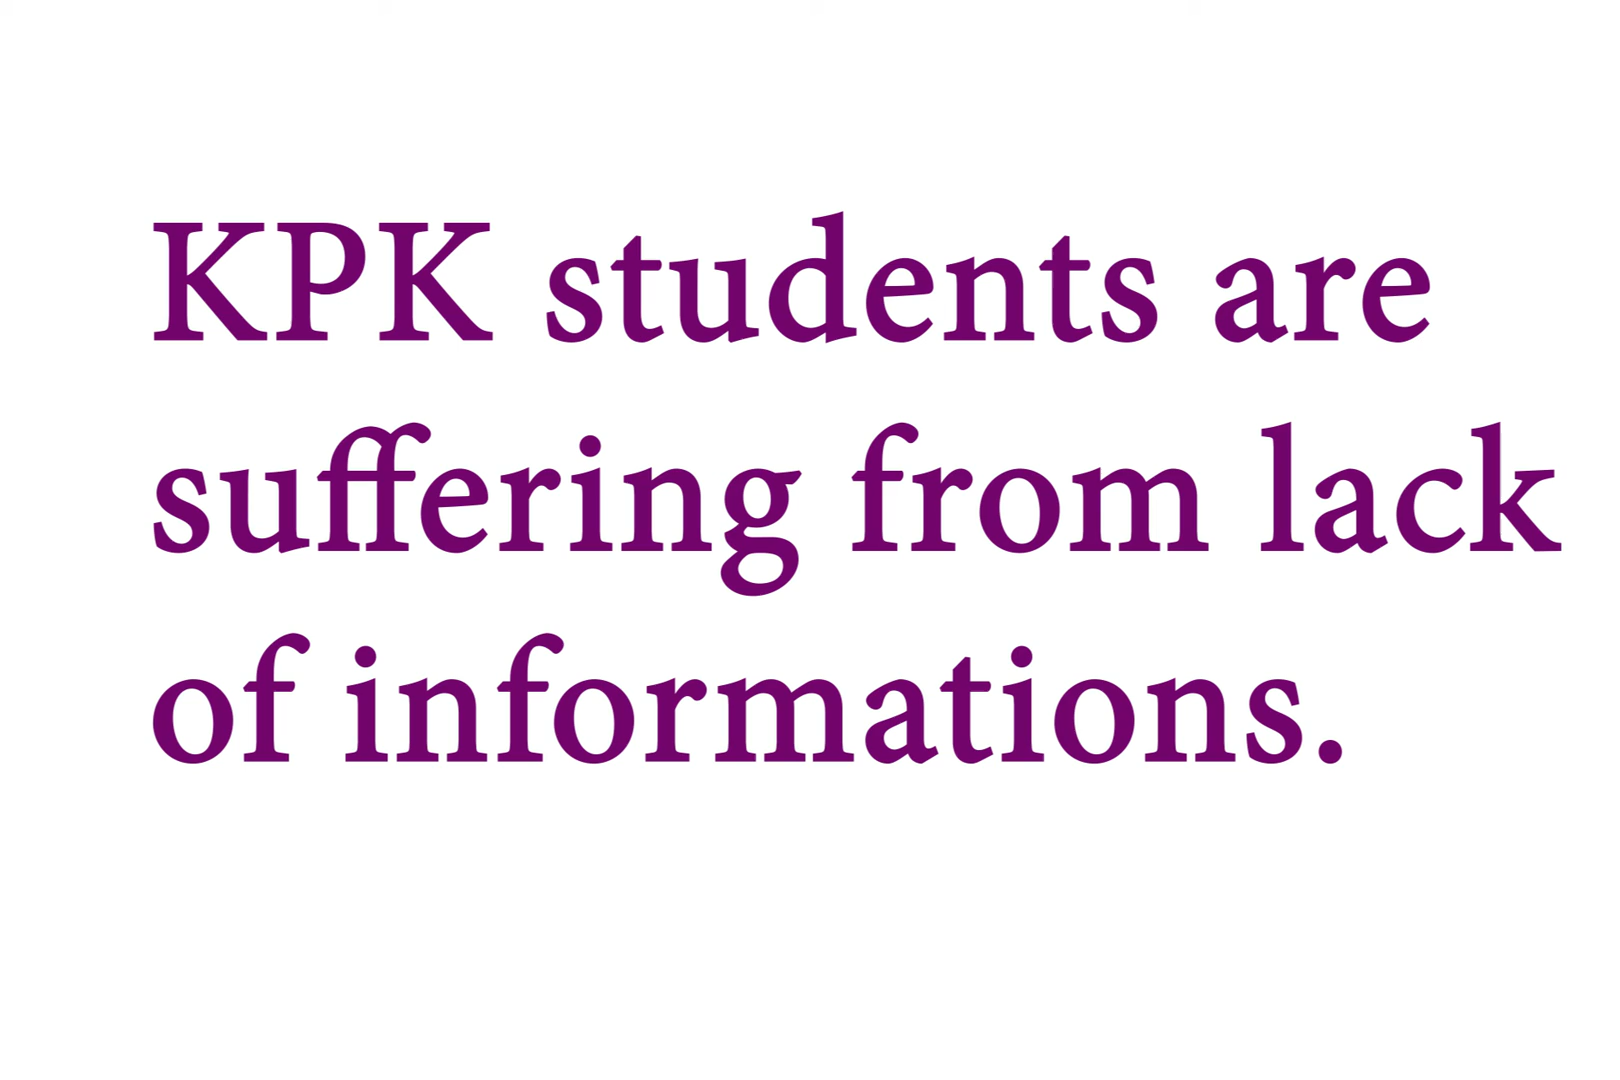 KPK students are
suffering from lack
of informations.